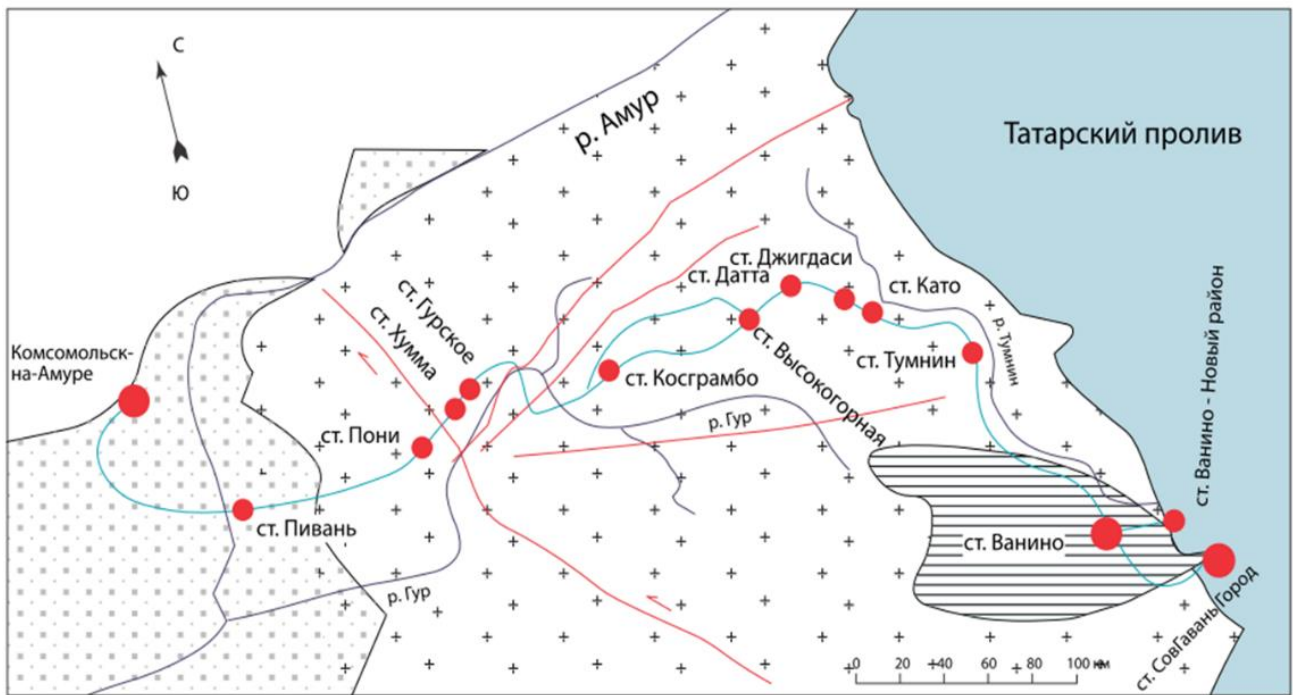 С
Ю
р. Амур
Татарский пролив
ст. Джигдаси
ст. Датта
ст. Като
ст. Гурское
ст. Хумма
ст. Ванино - Новый район
р. Тумнин
Комсомольск-
на-Амуре
ст. Тумнин
ст. Косграмбо
ст. Высокогорная
ст. Пони
р. Гур
ст. Пивань
ст. Ванино
р. Гур
ст. СовГавань Город
0 20 40 60 80 100 км